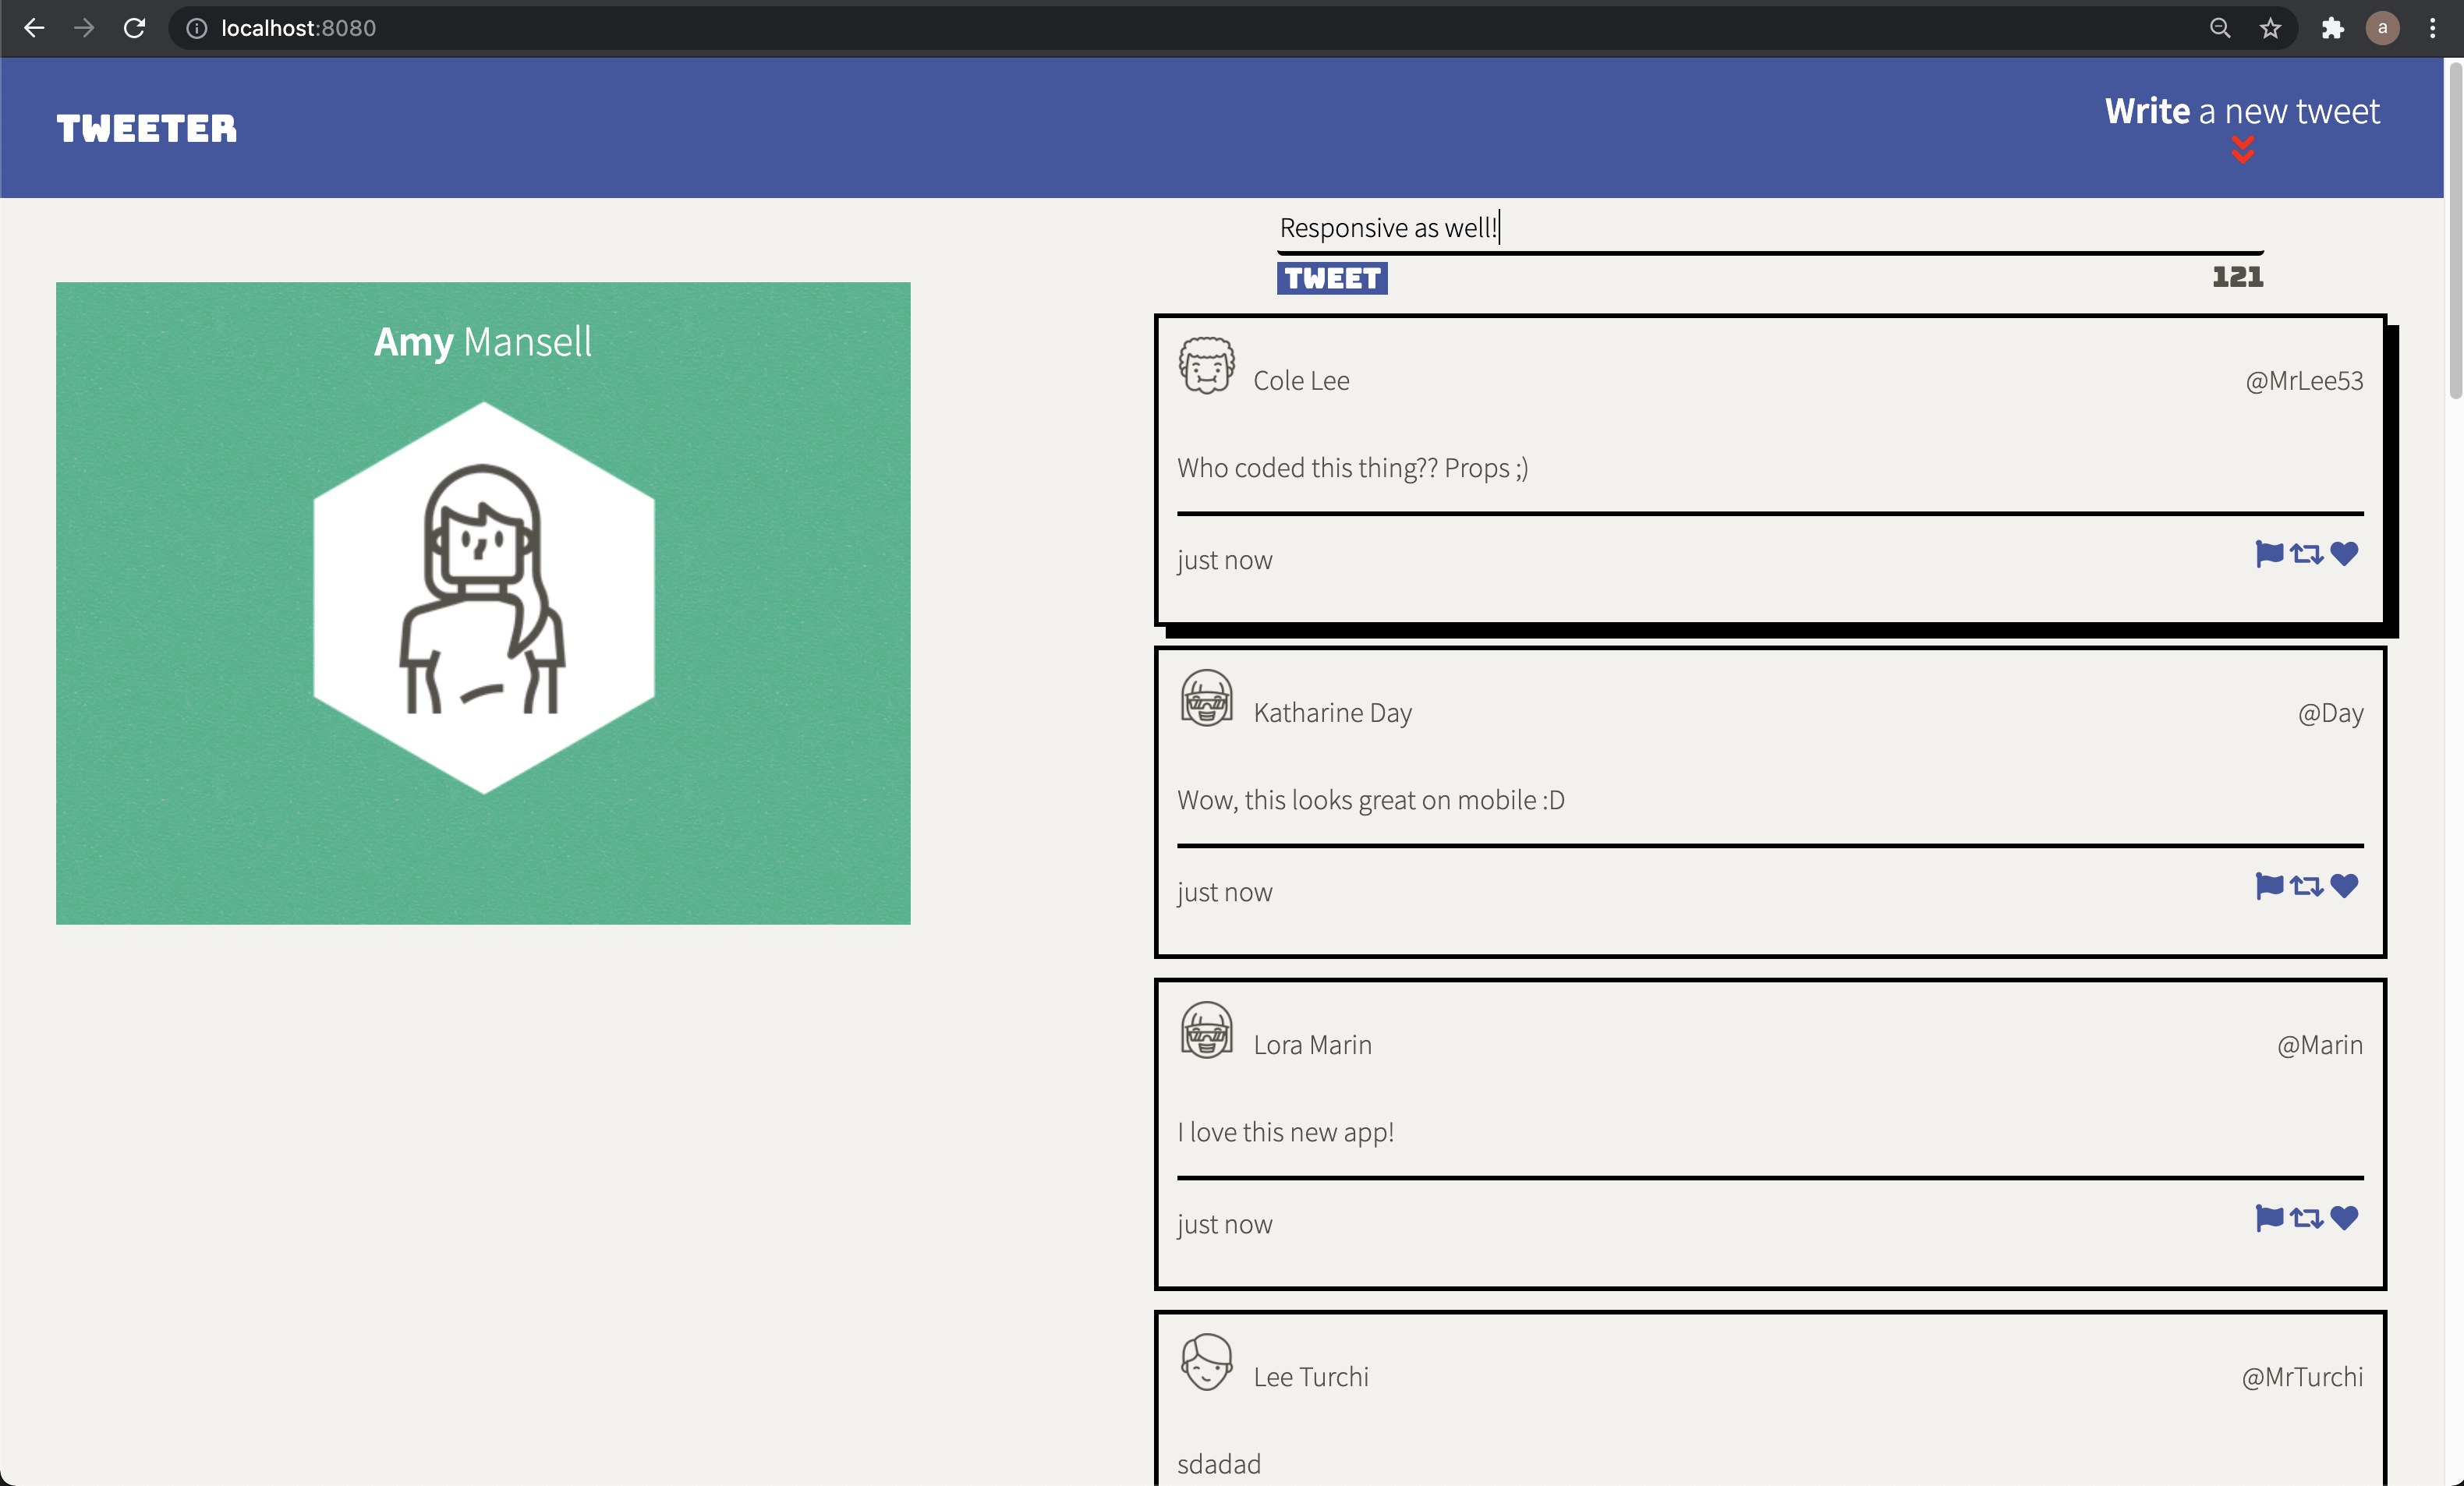 localhost:8080
a
TWEETER
Write a new tweet
Responsive as well!
TWEET
121
Amy Mansell
Cole Lee
@MrLee53
Who coded this thing?? Props ;)
just now
Katharine Day
@Day
Wow, this looks great on mobile :D
just now
Lora Marin
@Marin
I love this new app!
just now
Lee Turchi
@MrTurchi
sdadad